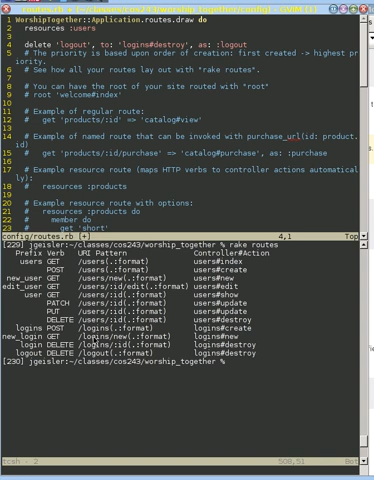 routes.rb + (~/classes/cos243/worship_together/config) - GVIM (1)
1 WorshipTogether::Application.routes.draw do
2   resources :users
3
4   delete 'logout', to: 'logins#destroy', as: :logout
5   # The priority is based upon order of creation: first created -> highest pr
iority.
6   # See how all your routes lay out with "rake routes".
7
8   # You can have the root of your site routed with "root"
9   # root 'welcome#index'
10
11   # Example of regular route:
12   #   get 'products/:id' => 'catalog#view'
13
14   # Example of named route that can be invoked with purchase_url(id: product.
id)
15   #   get 'products/:id/purchase' => 'catalog#purchase', as: :purchase
16
17   # Example resource route (maps HTTP verbs to controller actions automatical
ly):
18   #   resources :products
19
20   # Example resource route with options:
21   #   resources :products do
22   #     member do
23   #       get 'short'
config/routes.rb [+] 4,1 Top
[229] jgeisler:~/classes/cos243/worship_together % rake routes
Prefix Verb   URI Pattern               Controller#Action
users GET    /users(.:format)          users#index
POST   /users(.:format)          users#create
new_user GET    /users/new(.:format)      users#new
edit_user GET    /users/:id/edit(.:format) users#edit
user GET    /users/:id(.:format)      users#show
PATCH  /users/:id(.:format)      users#update
PUT    /users/:id(.:format)      users#update
DELETE /users/:id(.:format)      users#destroy
logins POST   /logins(.:format)         logins#create
new_login GET    /logins/new(.:format)     logins#new
login DELETE /logins/:id(.:format)     logins#destroy
logout DELETE /logout(.:format)         logins#destroy
[230] jgeisler:~/classes/cos243/worship_together %
tcsh - 2 508,51 Bot